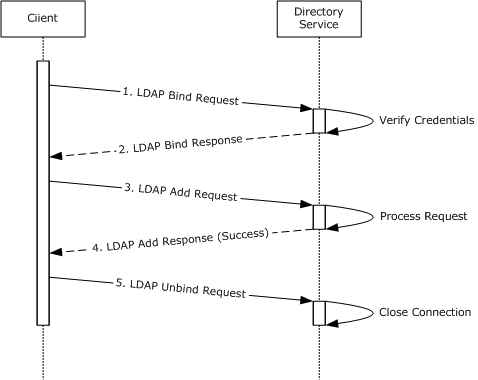 Client
Directory
Service
1. LDAP Bind Request
Verify Credentials
2. LDAP Bind Response
3. LDAP Add Request
Process Request
4. LDAP Add Response (Success)
5. LDAP Unbind Request
Close Connection